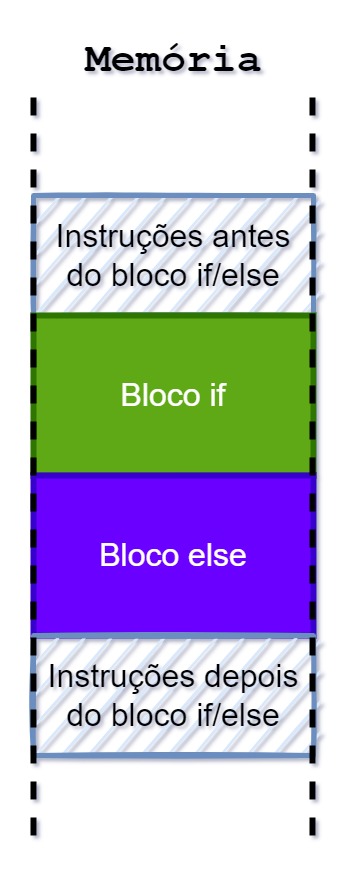 Memória
Instruções antes
do bloco if/else
Bloco if
Bloco else
Instruções depois
do bloco if/else